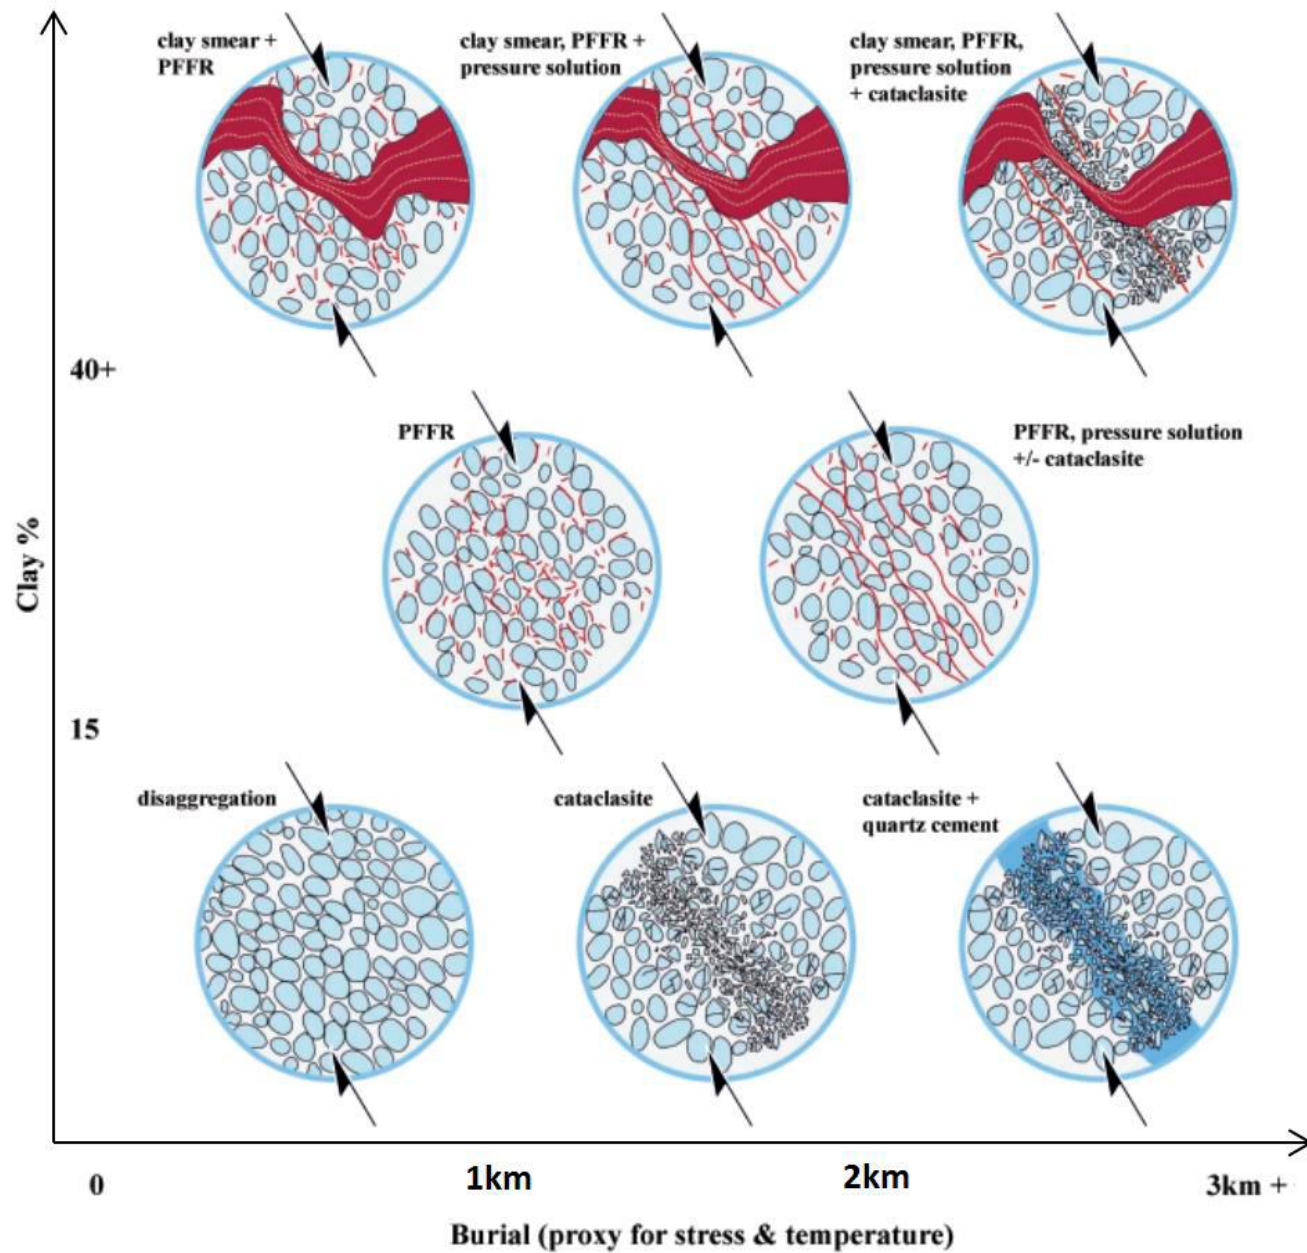 clay smear +
PFFR
clay smear, PFFR +
pressure solution
clay smear, PFFR,
pressure solution
+ cataclasite
40+
PFFR
PFFR, pressure solution
+/- cataclasite
Clay %
15
disaggregation
cataclasite
cataclasite +
quartz cement
0
1km
2km
3km +
Burial (proxy for stress & temperature)